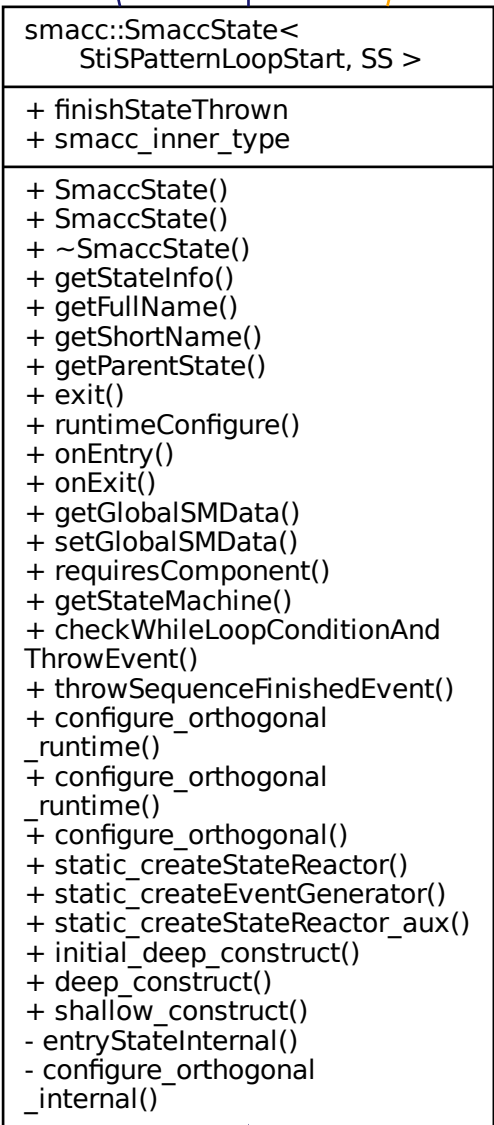 smacc::SmaccState<
StiSPatternLoopStart, SS >
+ finishStateThrown
+ smacc_inner_type
+ SmaccState()
+ SmaccState()
+ ~SmaccState()
+ getStateInfo()
+ getFullName()
+ getShortName()
+ getParentState()
+ exit()
+ runtimeConfigure()
+ onEntry()
+ onExit()
+ getGlobalSMData()
+ setGlobalSMData()
+ requiresComponent()
+ getStateMachine()
+ checkWhileLoopConditionAnd
ThrowEvent()
+ throwSequenceFinishedEvent()
+ configure_orthogonal
_runtime()
+ configure_orthogonal
_runtime()
+ configure_orthogonal()
+ static_createStateReactor()
+ static_createEventGenerator()
+ static_createStateReactor_aux()
+ initial_deep_construct()
+ deep_construct()
+ shallow_construct()
- entryStateInternal()
- configure_orthogonal
_internal()